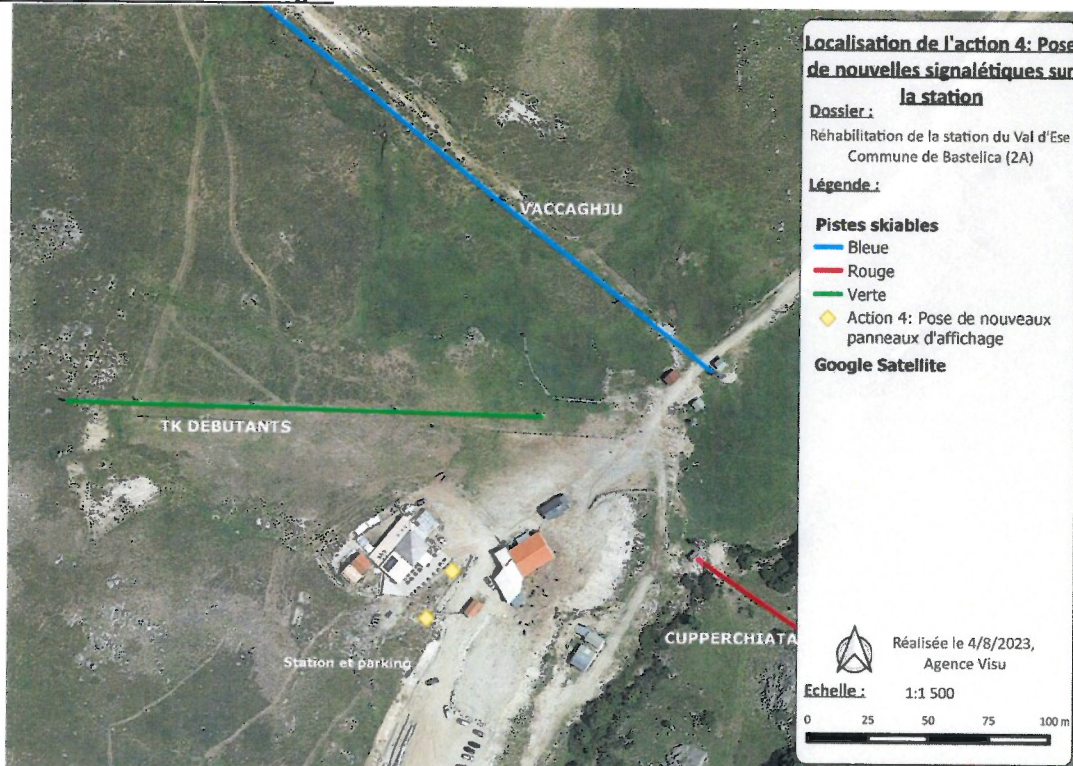 VACCAGHJU
TK DÉBUTANTS
Station et parking
CUPPERCHIATA
Localisation de l'action 4: Pose
de nouvelles signalétiques sur
la station
Dossier :
Réhabilitation de la station du Val d'Ese
Commune de Bastelica (2A)
Légende :
Pistes skiables
Bleue
Rouge
Verte
Action 4: Pose de nouveaux
panneaux d'affichage
Google Satellite
Réalisée le 4/8/2023,
Agence Visu
Echelle : 1:1 500
0 25 50 75 100 m